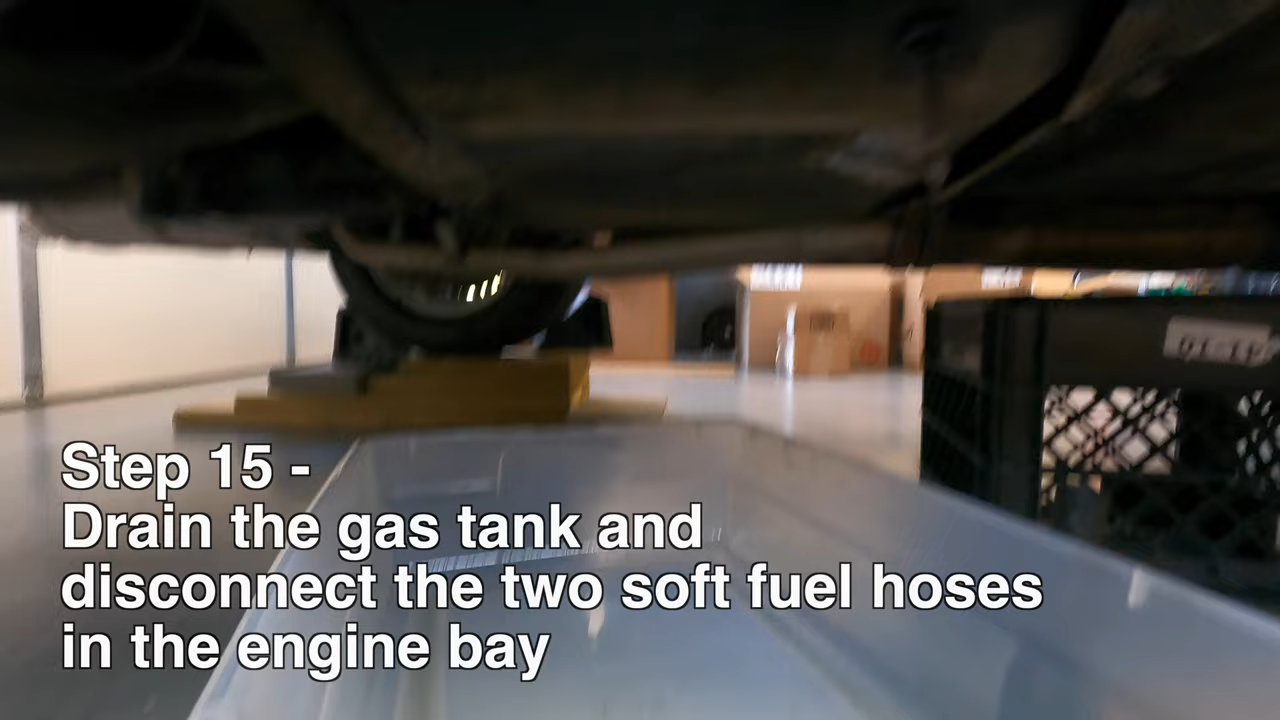 Step 15 -
Drain the gas tank and
disconnect the two soft fuel hoses
in the engine bay